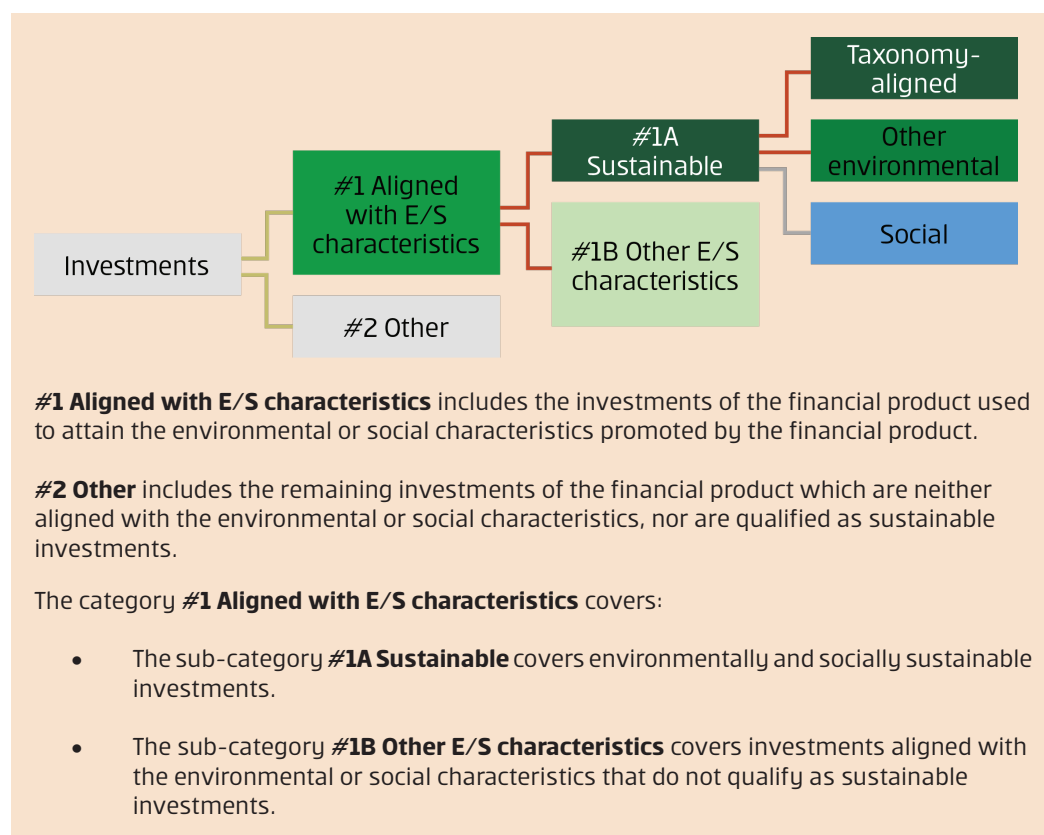 Taxonomy-
aligned
#1A
Sustainable
Other
environmental
#1 Aligned
with E/S
characteristics
Social
Investments
#1B Other E/S
characteristics
#2 Other
#1 Aligned with E/S characteristics includes the investments of the financial product used
to attain the environmental or social characteristics promoted by the financial product.
#2 Other includes the remaining investments of the financial product which are neither
aligned with the environmental or social characteristics, nor are qualified as sustainable
investments.
The category #1 Aligned with E/S characteristics covers:
• The sub-category #1A Sustainable covers environmentally and socially sustainable
investments.
• The sub-category #1B Other E/S characteristics covers investments aligned with
the environmental or social characteristics that do not qualify as sustainable
investments.